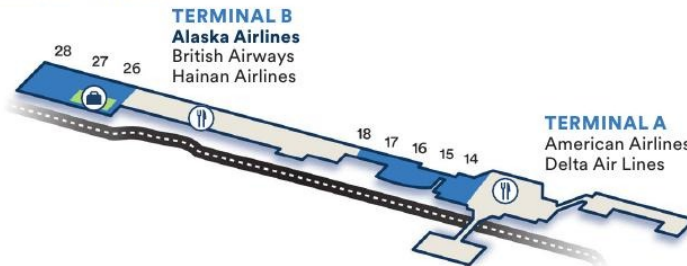 TERMINAL B
Alaska Airlines
British Airways
Hainan Airlines
28 27 26
18 17 16 15 14
TERMINAL A
American Airlines
Delta Air Lines